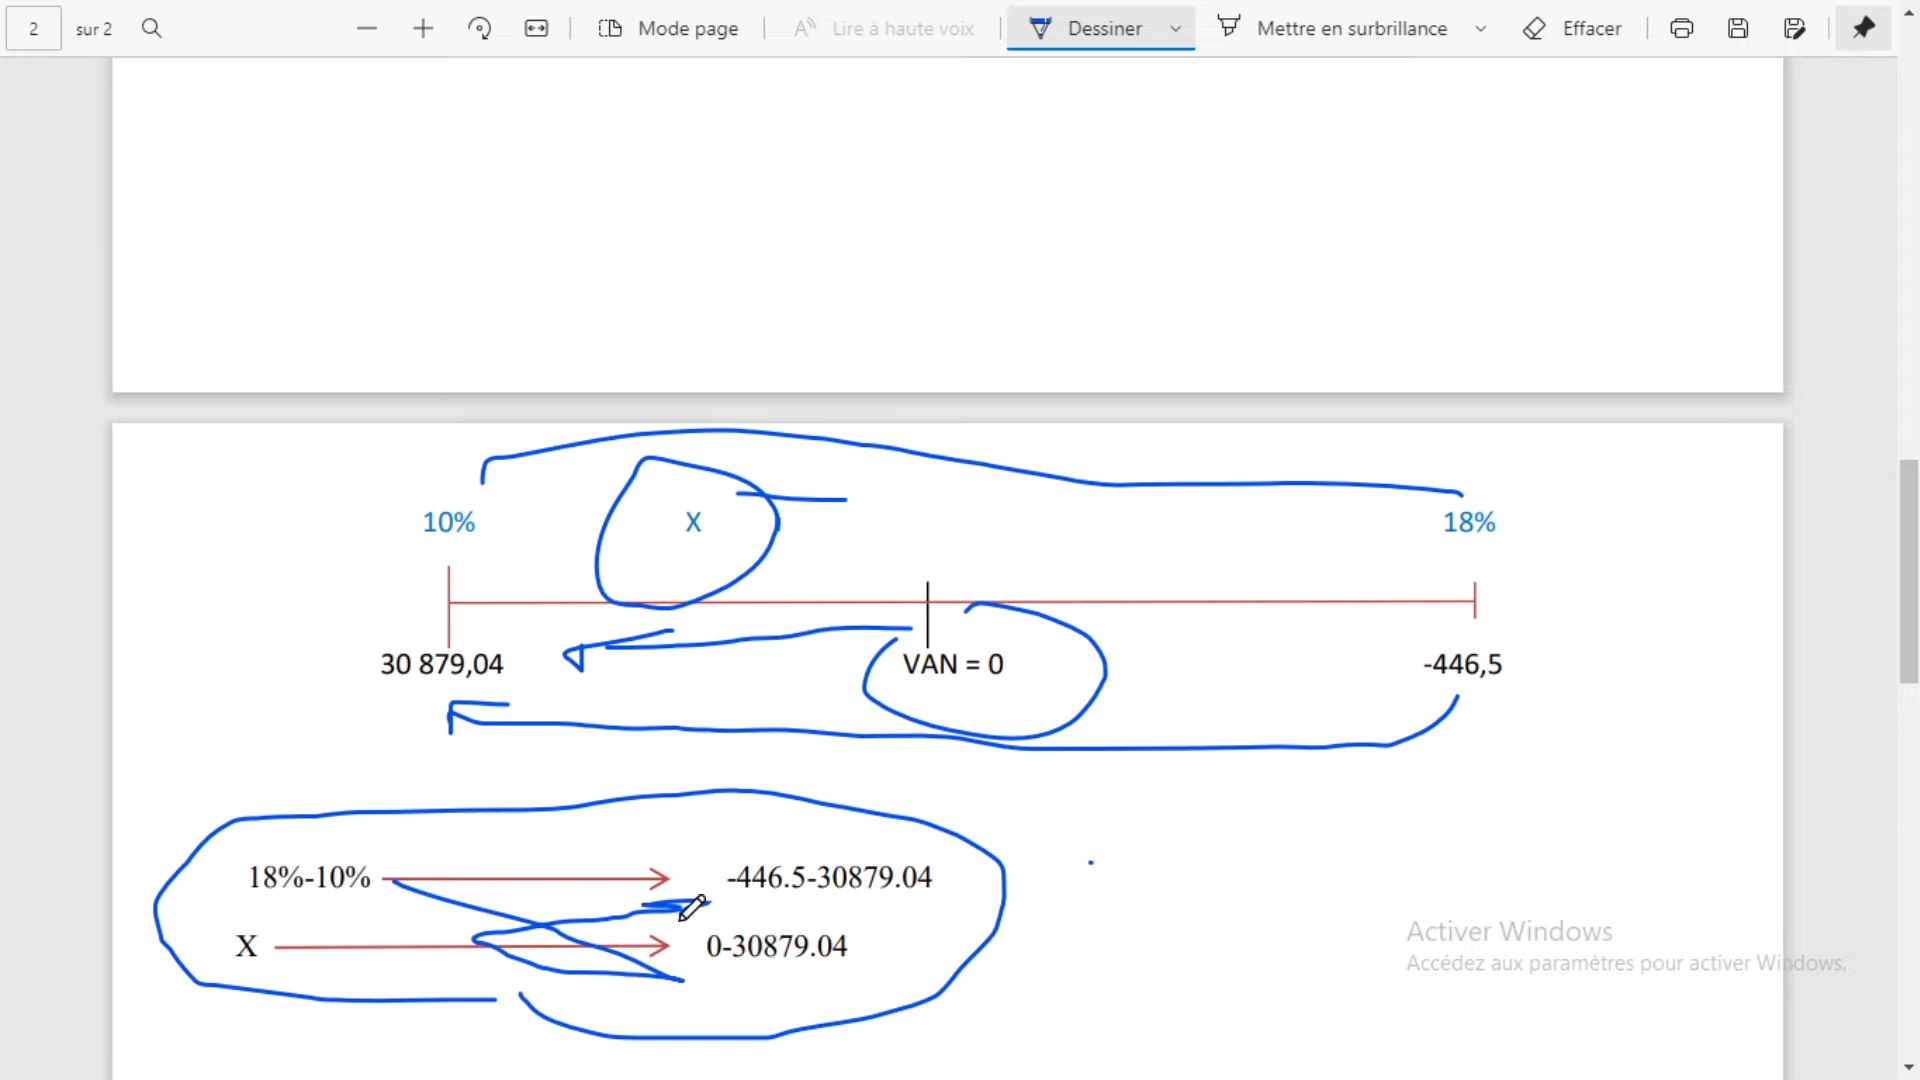 2 sur 2 Mode page Lire à haute voix Dessiner Mettre en surbrillance Effacer
10% X 18%
30 879,04 VAN = 0 -446,5
18%-10% -446.5-30879.04
X 0-30879.04
Activer Windows
Accédez aux paramètres pour activer Windows.